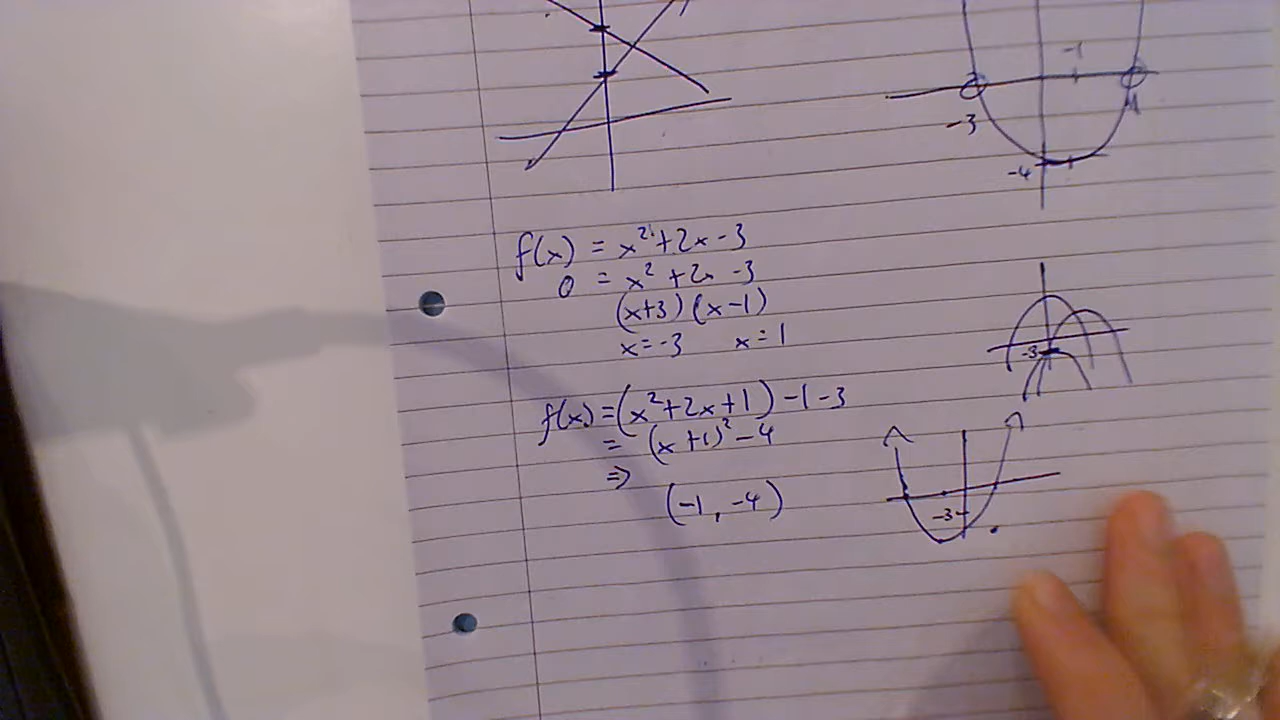 -1
-3
-4
f(x) = x²+2x-3
0 = x² +2x -3
(x+3) (x-1)
x=-3 x=1
-3
f(x)=(x²+2x+1)-1-3
= (x+1)²-4
⇒
(-1, -4)
-3